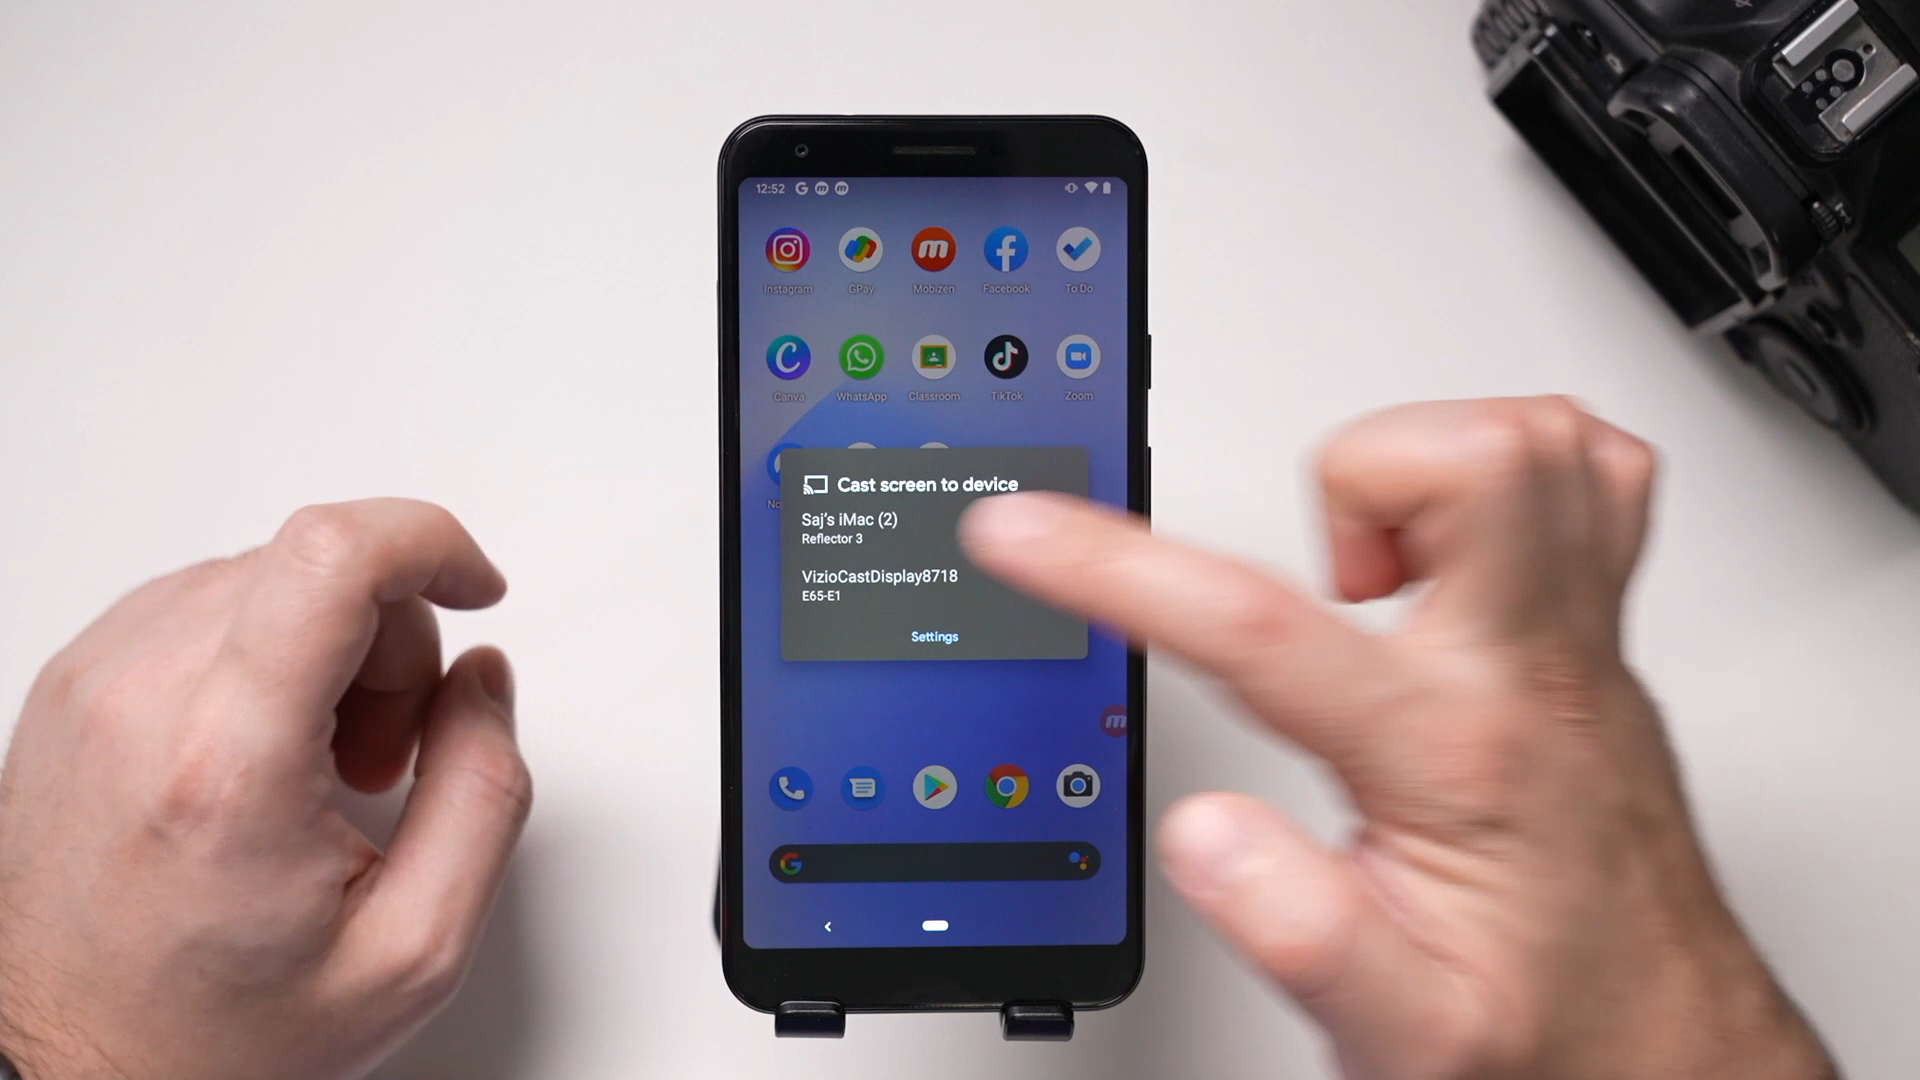 12:52
Instagram GPay Mobizen Facebook To Do
Canva WhatsApp Classroom TikTok Zoom
No
Cast screen to device
Saj's iMac (2)
Reflector 3
VizioCastDisplay8718
E65-E1
Settings